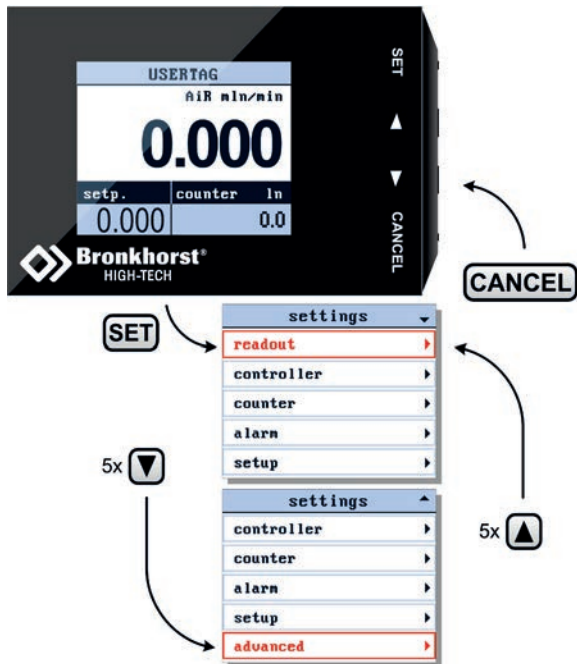 USERTAG
AiR mln/min
0.000
setp.
counter ln
0.000
0.0
SET
CANCEL
Bronkhorst®
HIGH-TECH
CANCEL
SET
settings
readout
controller
counter
alarm
setup
5x
settings
controller
counter
alarm
setup
advanced
5x